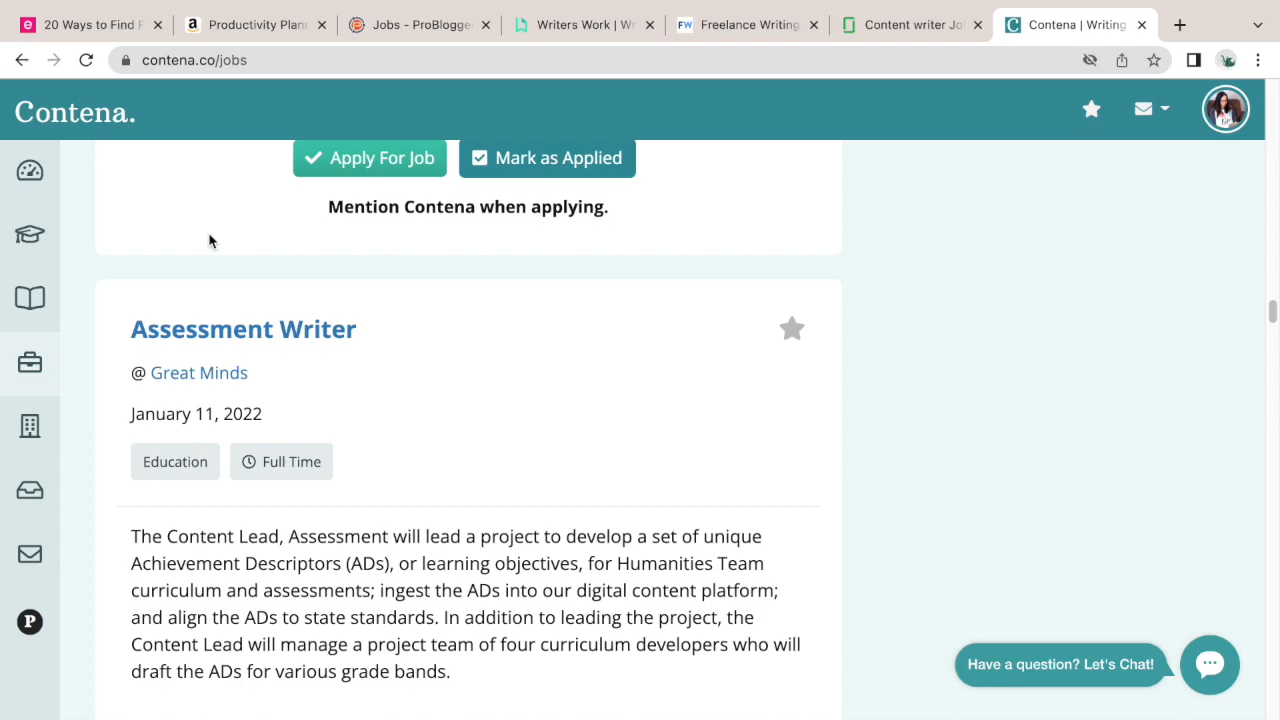 20 Ways to Find F
Productivity Plan
Jobs - ProBlogge
Writers Work | Wr
FW
Freelance Writing
Content writer Jo
Contena | Writing
contena.co/jobs
Contena.
Apply For Job
Mark as Applied
Mention Contena when applying.
Assessment Writer
@ Great Minds
January 11, 2022
Education
Full Time
The Content Lead, Assessment will lead a project to develop a set of unique
Achievement Descriptors (ADs), or learning objectives, for Humanities Team
curriculum and assessments; ingest the ADs into our digital content platform;
and align the ADs to state standards. In addition to leading the project, the
Content Lead will manage a project team of four curriculum developers who will
draft the ADs for various grade bands.
P
Have a question? Let's Chat!